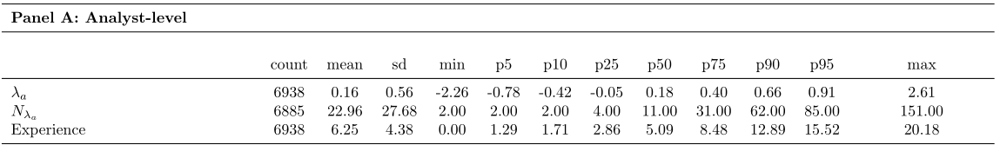 Panel A: Analyst-level
count mean sd min p5 p10 p25 p50 p75 p90 p95 max
λa 6938 0.16 0.56 -2.26 -0.78 -0.42 -0.05 0.18 0.40 0.66 0.91 2.61
Nλa 6885 22.96 27.68 2.00 2.00 2.00 4.00 11.00 31.00 62.00 85.00 151.00
Experience 6938 6.25 4.38 0.00 1.29 1.71 2.86 5.09 8.48 12.89 15.52 20.18